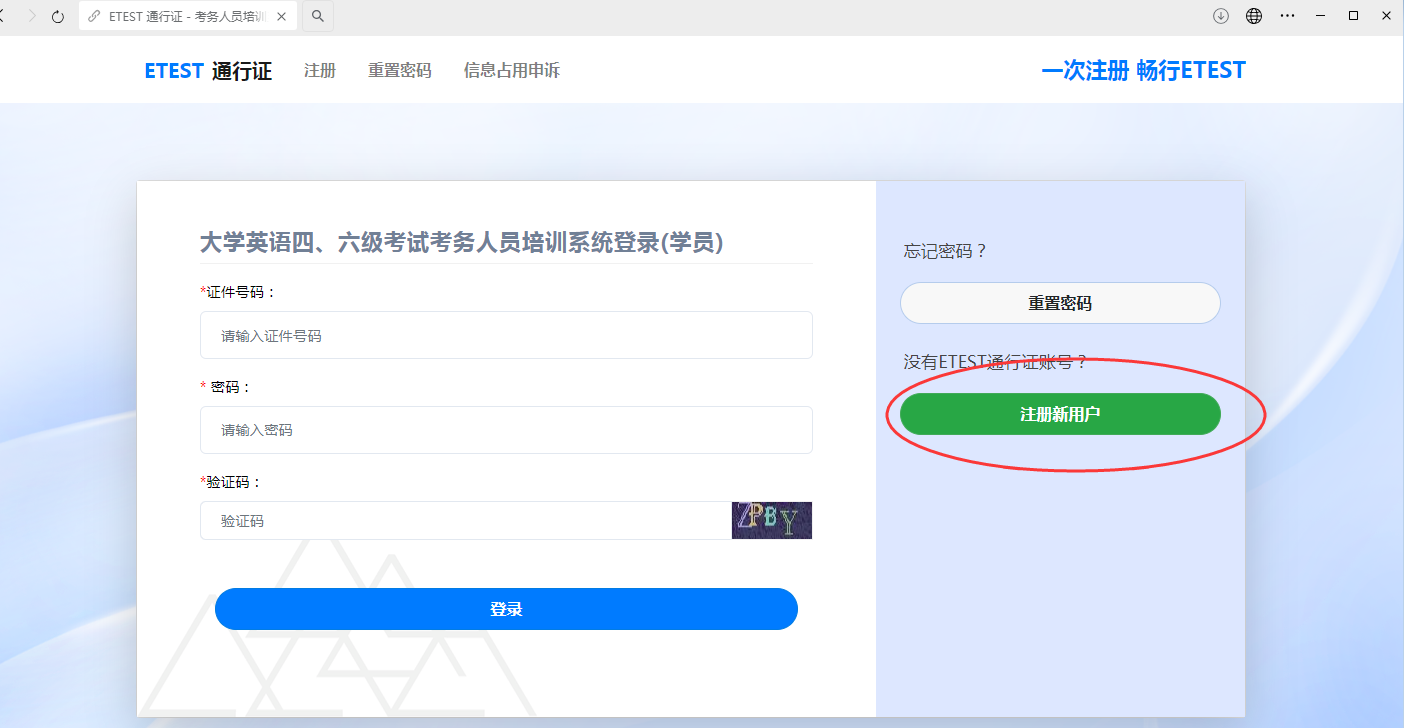 ETEST 通行证 - 考务人员培训
ETEST 通行证 注册 重置密码 信息占用申诉 一次注册 畅行ETEST
大学英语四、六级考试考务人员培训系统登录(学员)
*证件号码：
请输入证件号码
* 密码：
请输入密码
*验证码：
验证码 ZPBY
登录
忘记密码？
重置密码
没有ETEST通行证账号？
注册新用户